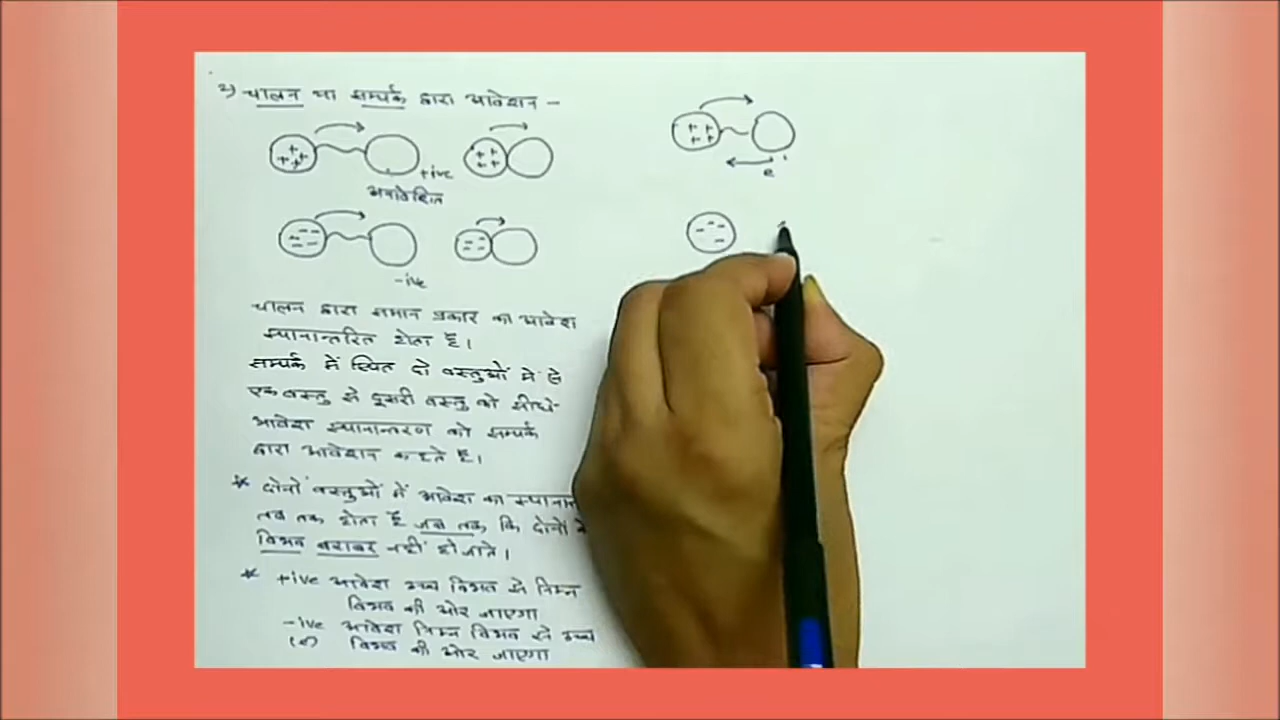 2) चालन या सम्पर्क द्वारा आवेशन -
+ive
अनावेशित
-ive
e
चालन द्वारा समान प्रकार का आवेश
स्थानान्तरित होता है।
सम्पर्क में स्थित दो वस्तुओं में से
एक वस्तु से दूसरी वस्तु को सीधे
आवेश स्थानान्तरण को सम्पर्क
द्वारा आवेशन कहते है।
* दोनों वस्तुओं में आवेश का
तब तक होता है जब तक कि दोनों
विभव बराबर नहीं हो जाते।
* +ive आवेश उच्च विभव से निम्न
विभव की ओर जाएगा
-ive आवेश निम्न विभव से उच्च
(e) विभव की ओर जाएगा